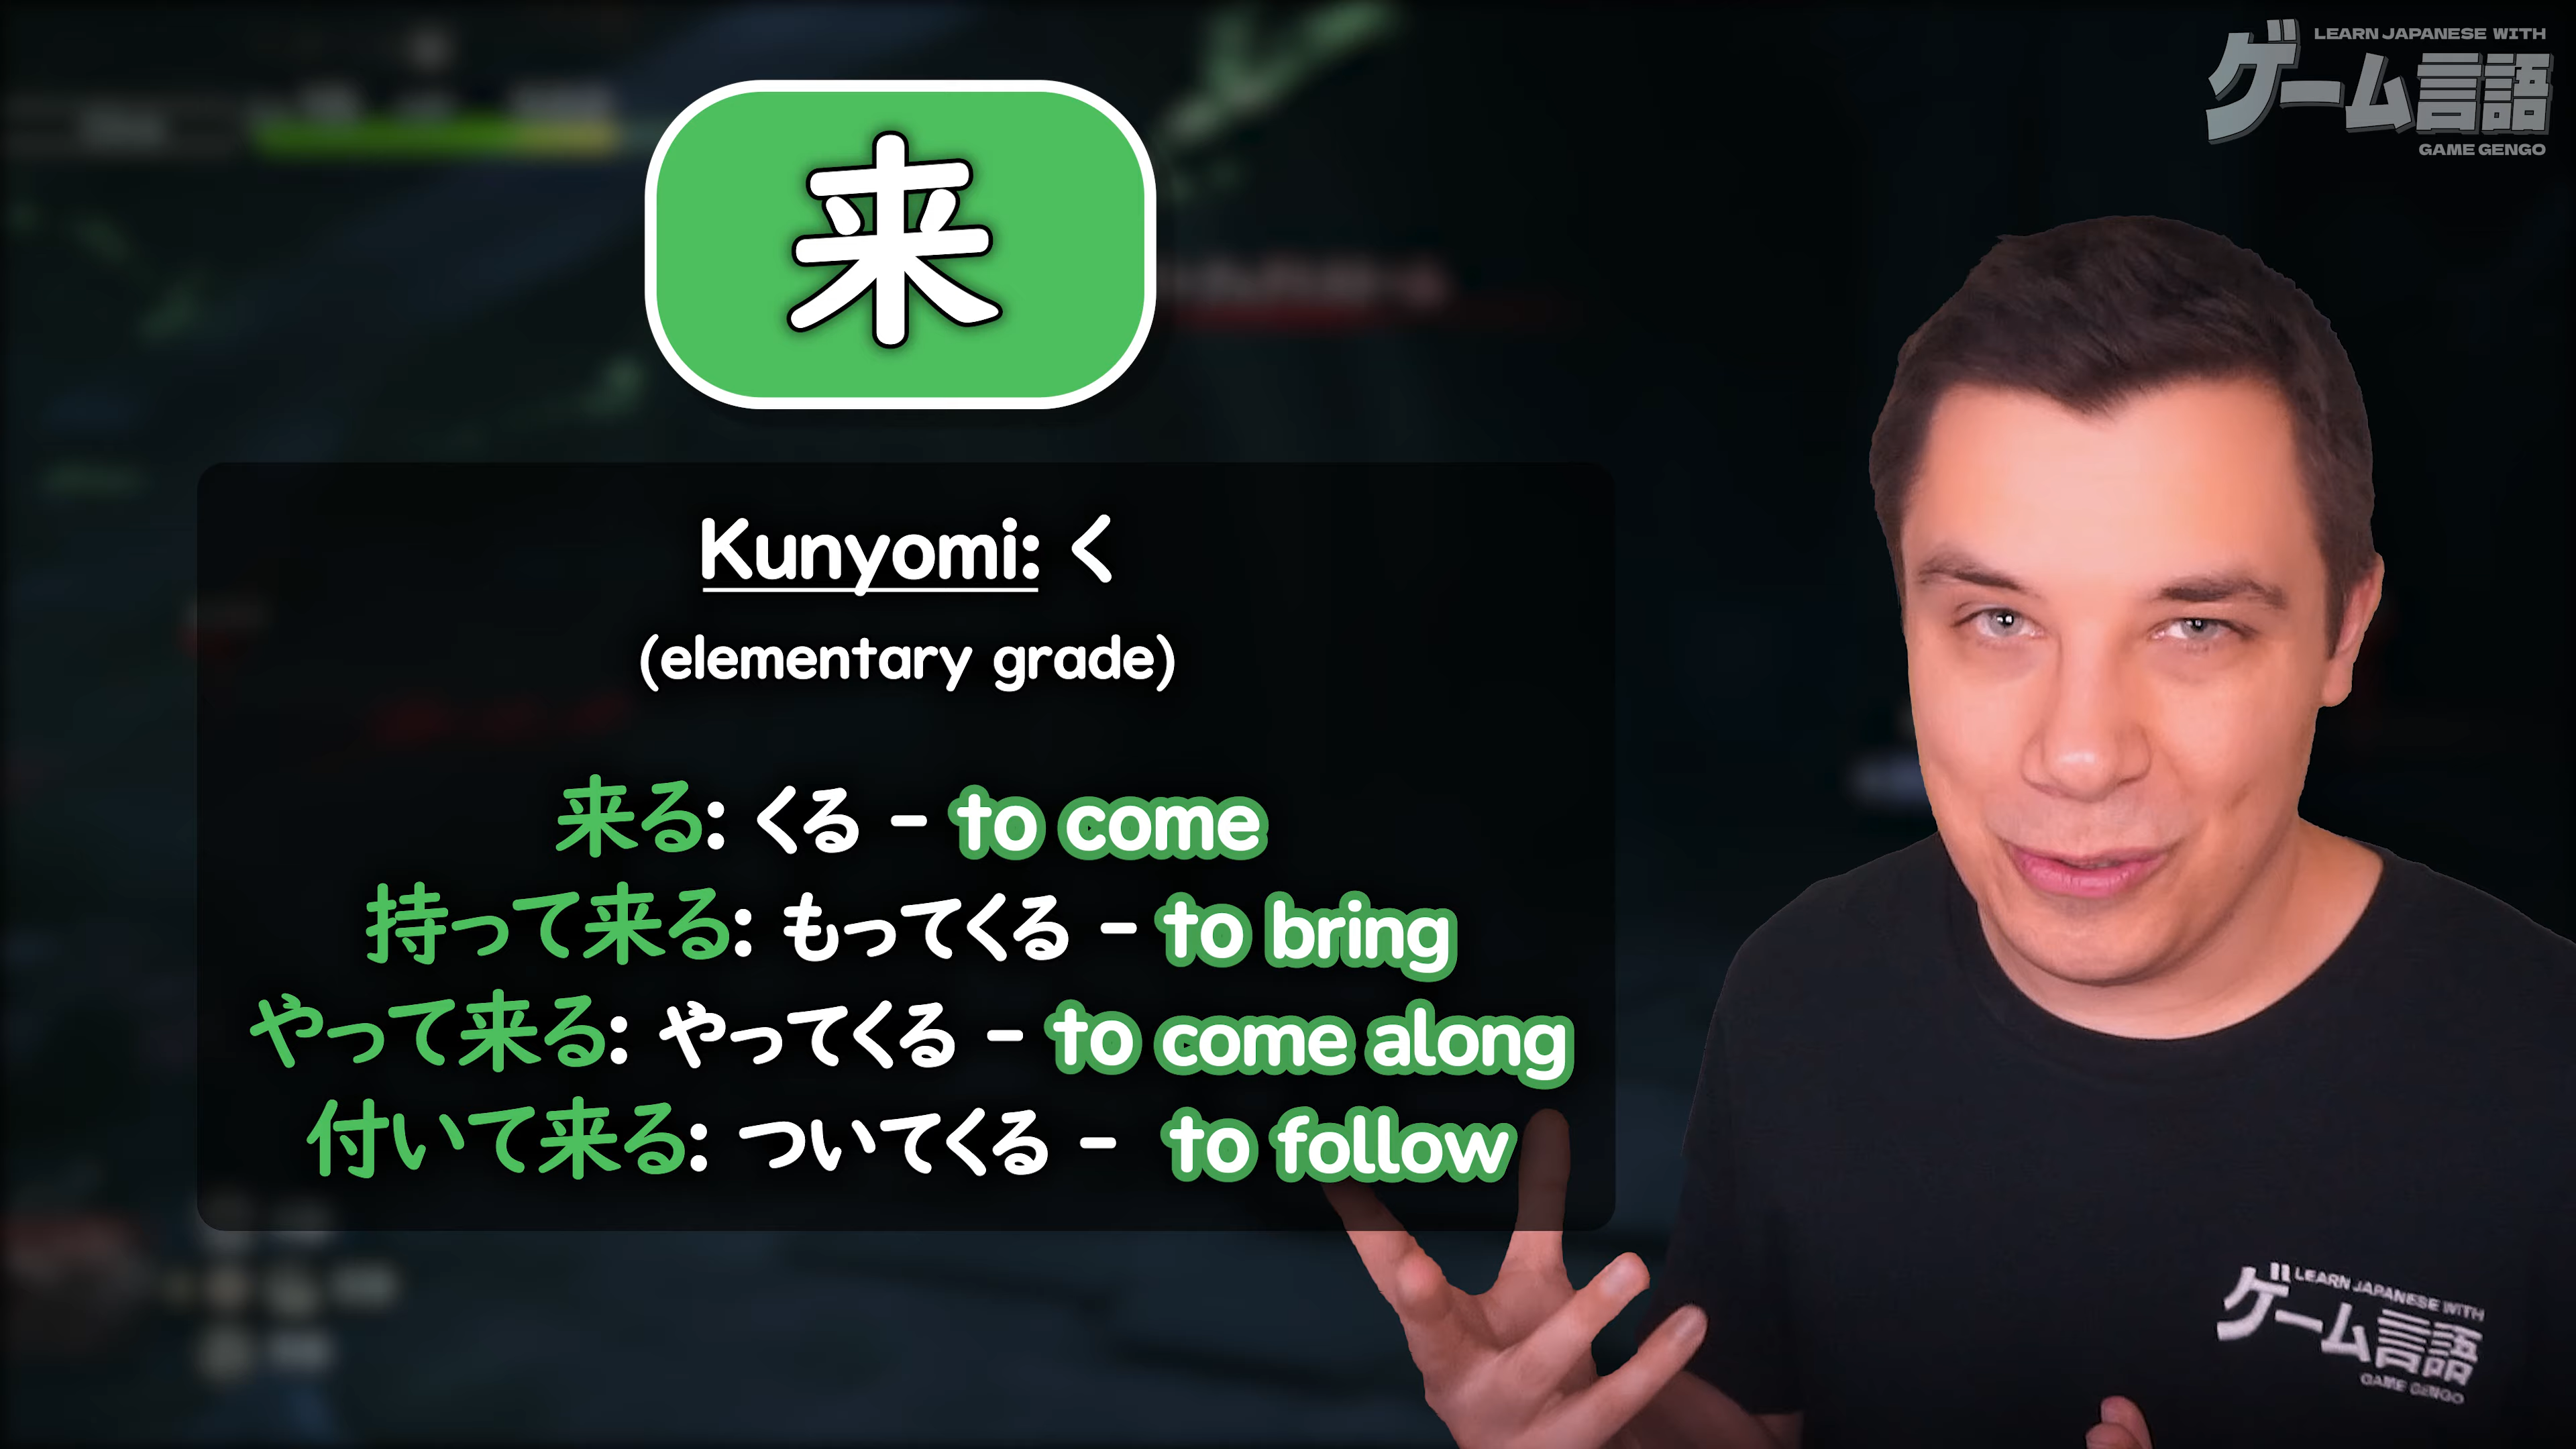 LEARN JAPANESE WITH
ゲーム言語
GAME GENGO
来
Kunyomi: く
(elementary grade)
来る: くる - to come
持って来る: もってくる - to bring
やって来る: やってくる - to come along
付いて来る: ついてくる - to follow
LEARN JAPANESE WITH
ゲーム言語
GAME GENGO